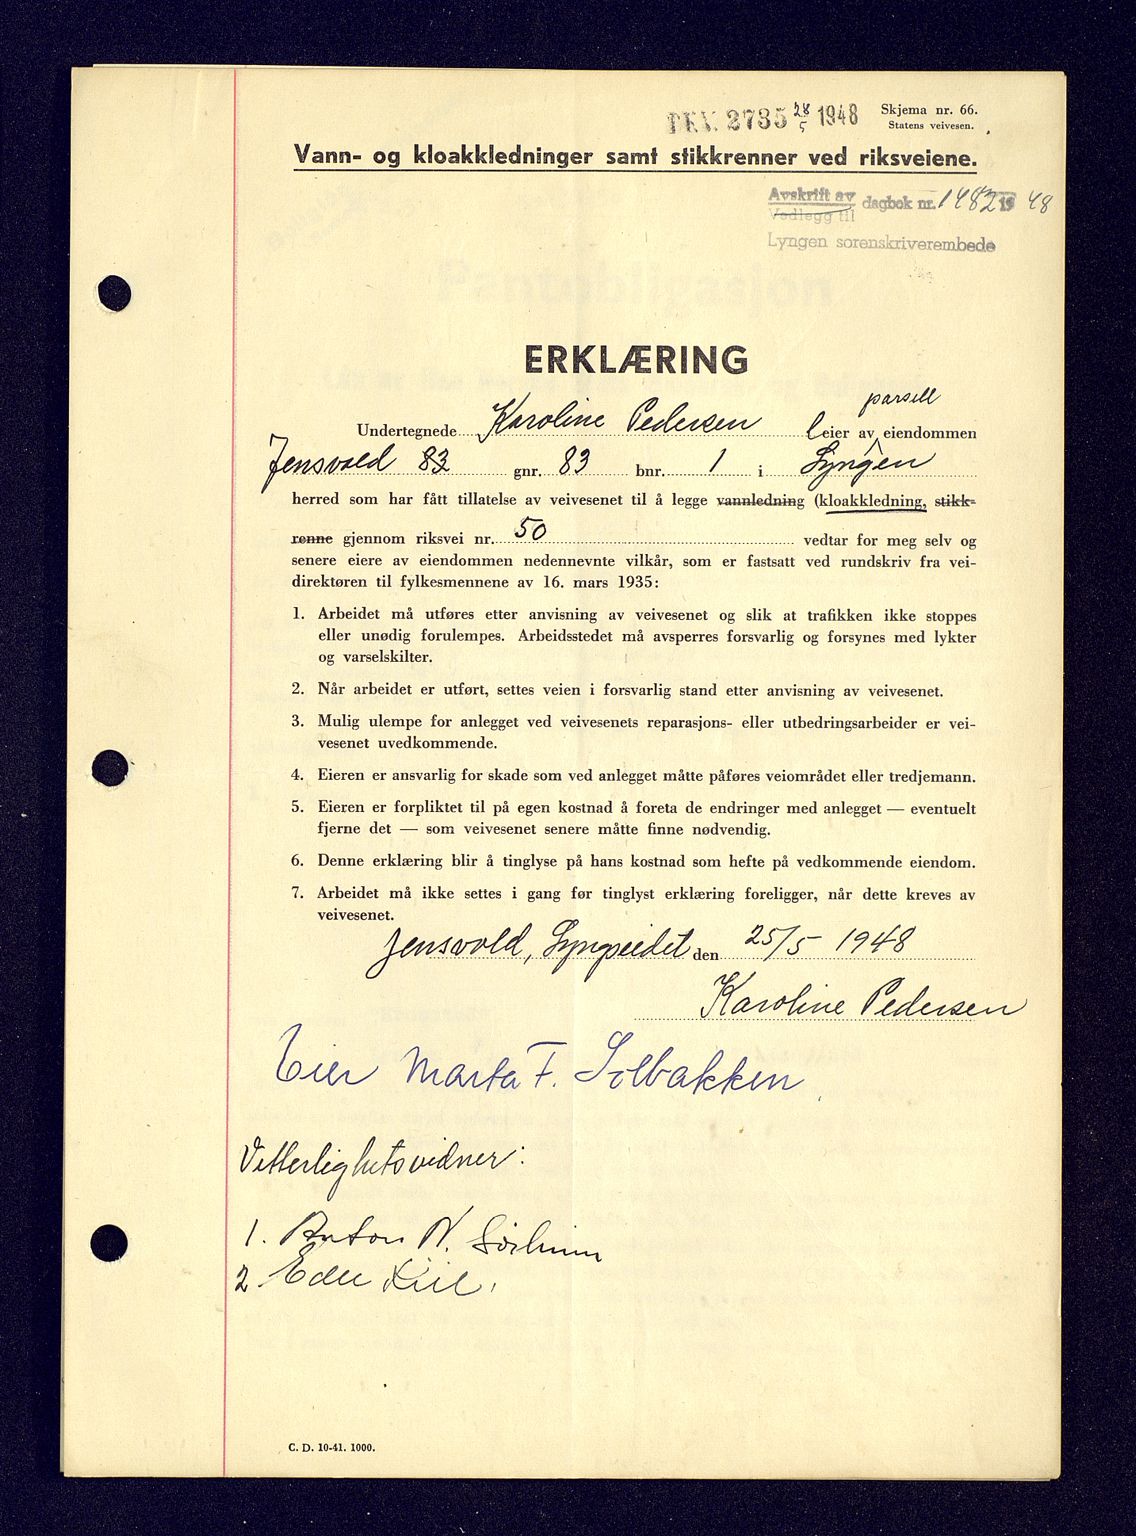 TKV. 2735 28/5 1948
Skjema nr. 66.
Statens veivesen.
Vann- og kloakkledninger samt stikkrenner ved riksveiene.
Avskrift av
Vedlegg til
dagbok nr. 1482 19 48
Lyngen sorenskriverembede
ERKLÆRING
parsell
Undertegnede Karoline Pedersen Leier av eiendommen
Jensvold 83 gnr. 83 bnr. 1 i Lyngen
herred som har fått tillatelse av veivesenet til å legge vannledning (kloakkledning, stikk-
rønne gjennom riksvei nr. 50 vedtar for meg selv og
senere eiere av eiendommen nedennevnte vilkår, som er fastsatt ved rundskriv fra vei-
direktøren til fylkesmennene av 16. mars 1935:
1. Arbeidet må utføres etter anvisning av veivesenet og slik at trafikken ikke stoppes
eller unødig forulempes. Arbeidsstedet må avsperres forsvarlig og forsynes med lykter
og varselskilter.
2. Når arbeidet er utført, settes veien i forsvarlig stand etter anvisning av veivesenet.
3. Mulig ulempe for anlegget ved veivesenets reparasjons- eller utbedringsarbeider er vei-
vesenet uvedkommende.
4. Eieren er ansvarlig for skade som ved anlegget måtte påføres veiområdet eller tredjemann.
5. Eieren er forpliktet til på egen kostnad å foreta de endringer med anlegget — eventuelt
fjerne det — som veivesenet senere måtte finne nødvendig.
6. Denne erklæring blir å tinglyse på hans kostnad som hefte på vedkommende eiendom.
7. Arbeidet må ikke settes i gang før tinglyst erklæring foreligger, når dette kreves av
veivesenet.
Jensvold, Lyngseidet den 25/5 1948
Karoline Pedersen
Eier Marta F. Solbakken
Vitterlighetsvidner:
1. Anton N. Sørheim
2 Kiil.
C. D. 10-41. 1000.